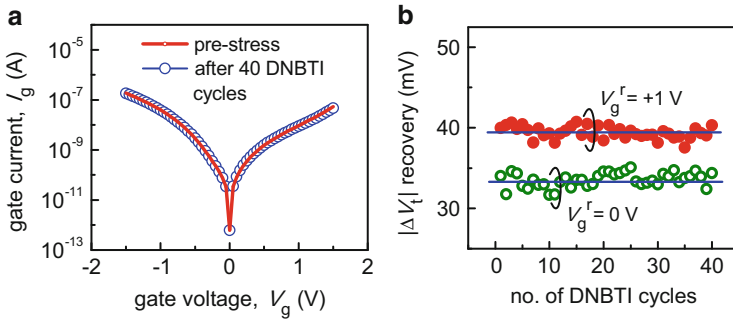 a
gate current, I_g (A)
10^-5
10^-7
10^-9
10^-11
10^-13
pre-stress
after 40 DNBTI
cycles
-2 -1 0 1 2
gate voltage, V_g (V)
b
|ΔV_t| recovery (mV)
50
40
30
V_g^r = +1 V
V_g^r = 0 V
0 10 20 30 40
no. of DNBTI cycles